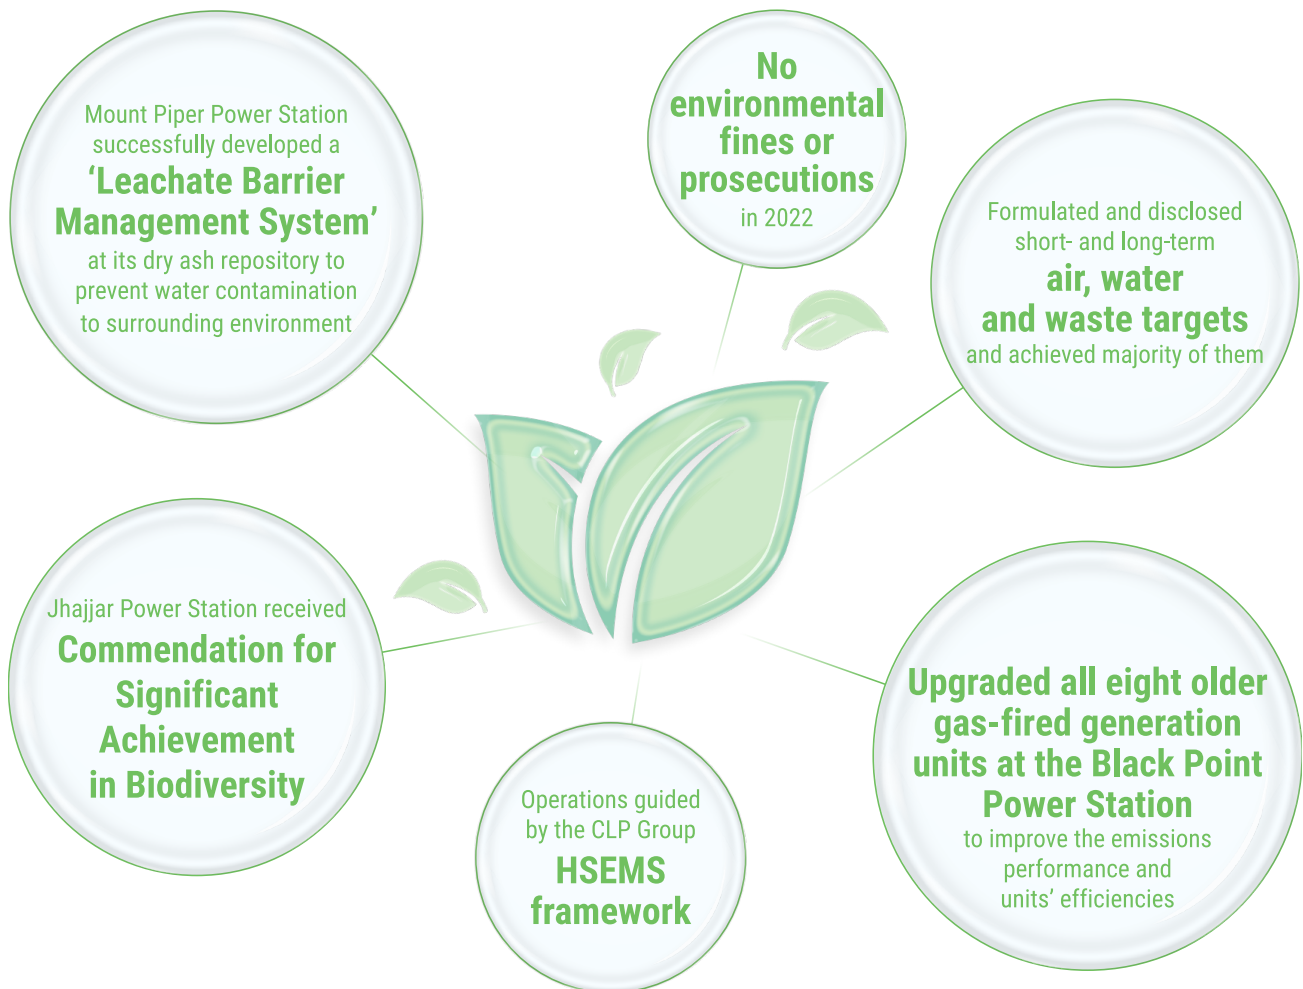 Mount Piper Power Station
successfully developed a
‘Leachate Barrier
Management System’
at its dry ash repository to
prevent water contamination
to surrounding environment
No
environmental
fines or
prosecutions
in 2022
Formulated and disclosed
short- and long-term
air, water
and waste targets
and achieved majority of them
Jhajjar Power Station received
Commendation for
Significant
Achievement
in Biodiversity
Operations guided
by the CLP Group
HSEMS
framework
Upgraded all eight older
gas-fired generation
units at the Black Point
Power Station
to improve the emissions
performance and
units’ efficiencies